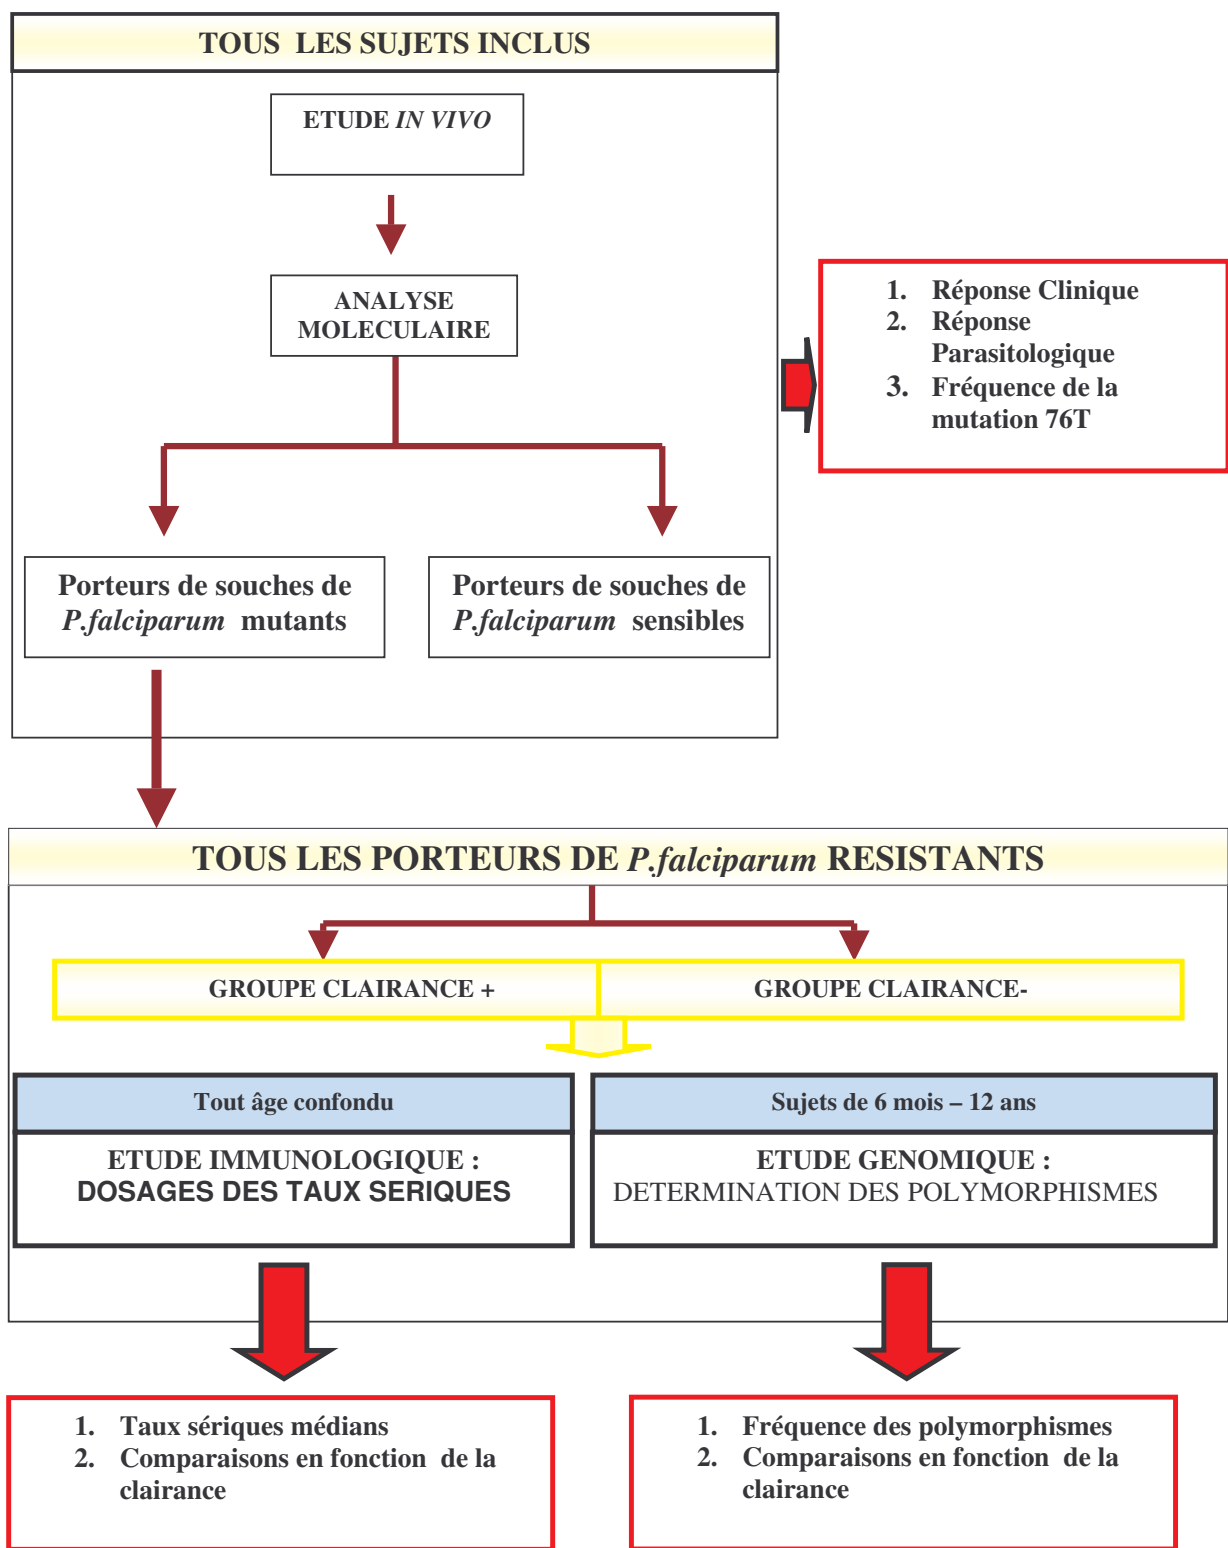 TOUS LES SUJETS INCLUS
ETUDE IN VIVO
ANALYSE
MOLECULAIRE
1. Réponse Clinique
2. Réponse
Parasitologique
3. Fréquence de la
mutation 76T
Porteurs de souches de
P.falciparum mutants
Porteurs de souches de
P.falciparum sensibles
TOUS LES PORTEURS DE P.falciparum RESISTANTS
GROUPE CLAIRANCE +
GROUPE CLAIRANCE-
Tout âge confondu
ETUDE IMMUNOLOGIQUE :
DOSAGES DES TAUX SERIQUES
Sujets de 6 mois – 12 ans
ETUDE GENOMIQUE :
DETERMINATION DES POLYMORPHISMES
1. Taux sériques médians
2. Comparaisons en fonction de la
clairance
1. Fréquence des polymorphismes
2. Comparaisons en fonction de la
clairance